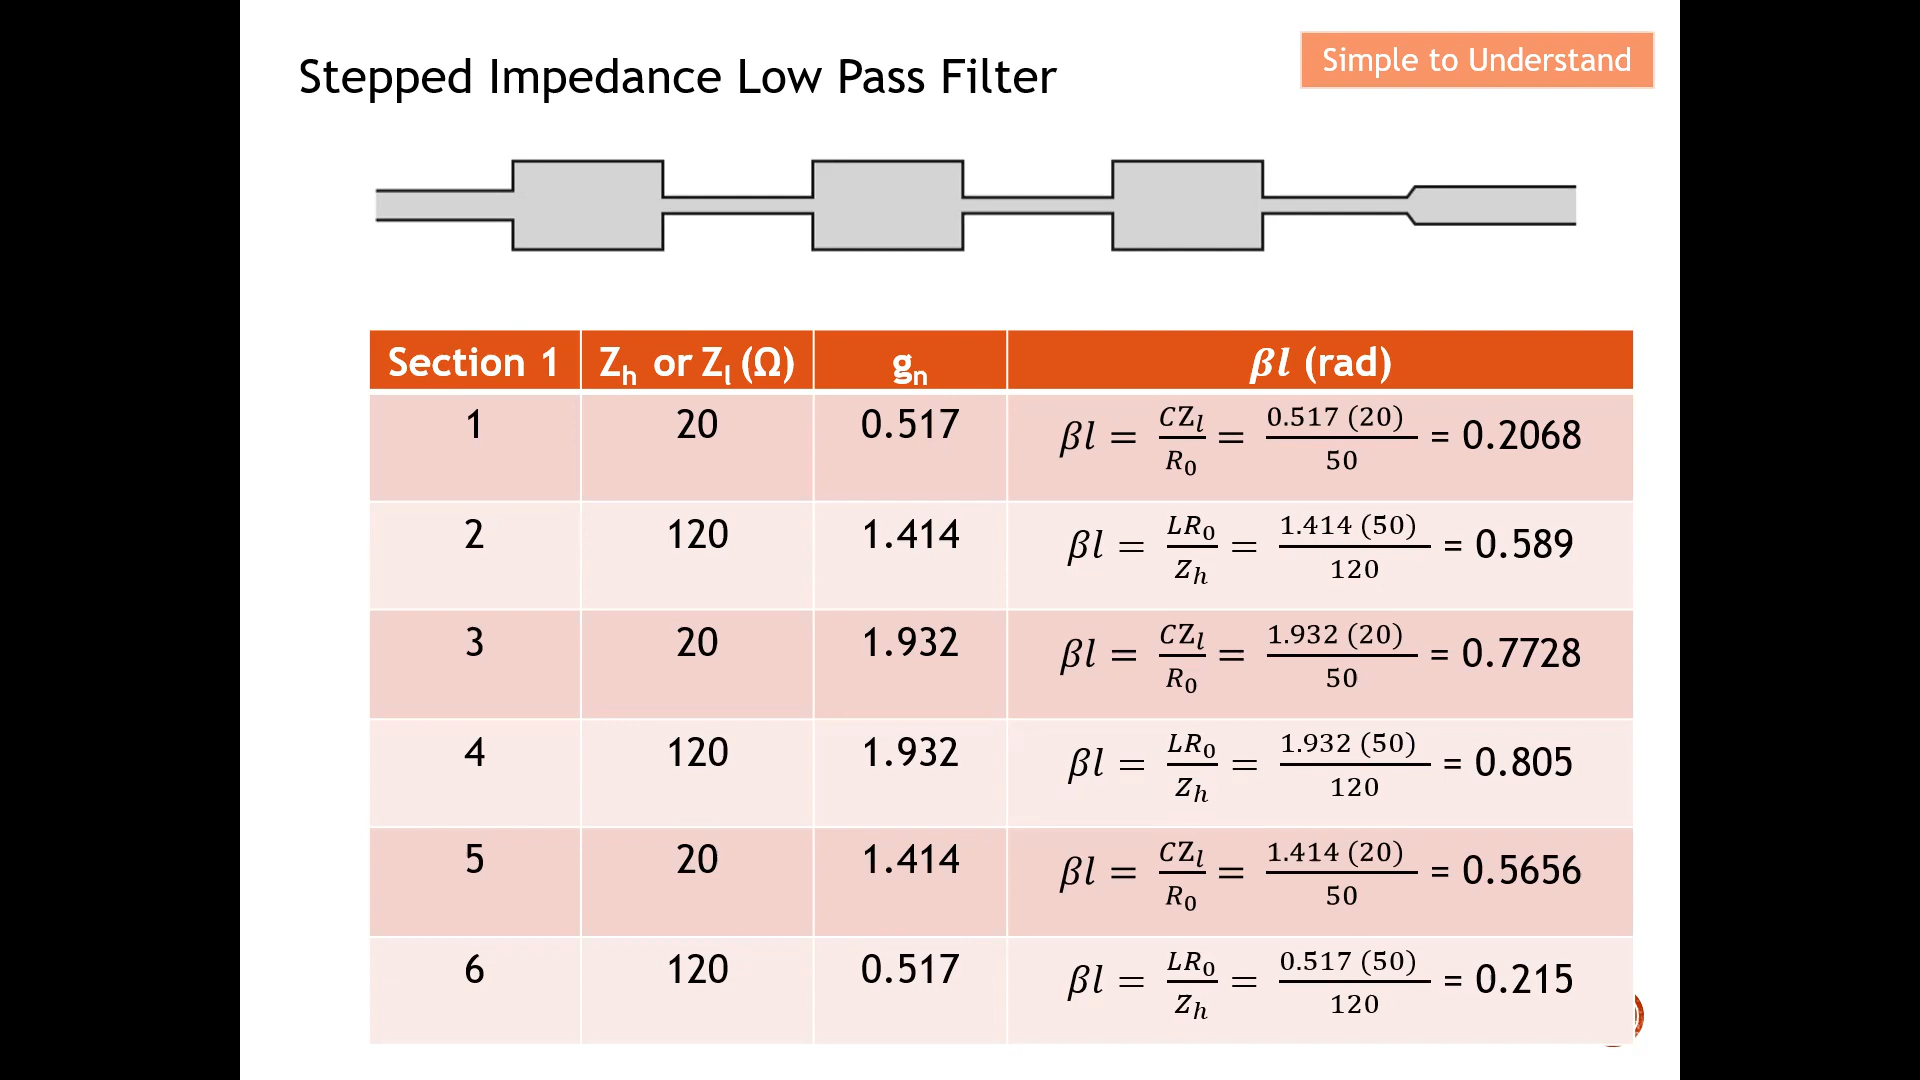 Stepped Impedance Low Pass Filter
Simple to Understand
Section 1 Zh or Zl (Ω) gn βl (rad)
1 20 0.517 βl = CZl/R0 = 0.517 (20)/50 = 0.2068
2 120 1.414 βl = LR0/Zh = 1.414 (50)/120 = 0.589
3 20 1.932 βl = CZl/R0 = 1.932 (20)/50 = 0.7728
4 120 1.932 βl = LR0/Zh = 1.932 (50)/120 = 0.805
5 20 1.414 βl = CZl/R0 = 1.414 (20)/50 = 0.5656
6 120 0.517 βl = LR0/Zh = 0.517 (50)/120 = 0.215